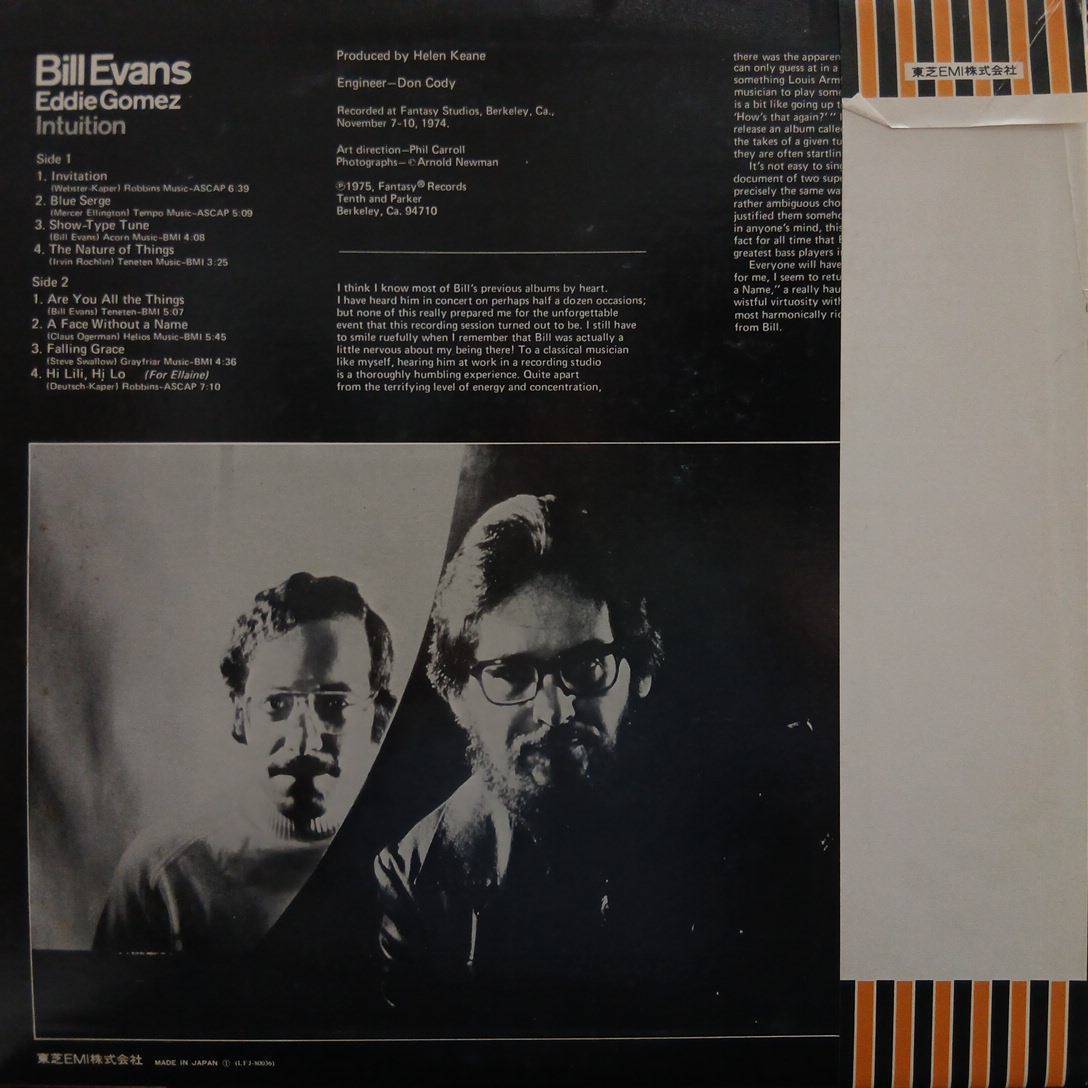 Bill Evans
Eddie Gomez
Intuition
Side 1
1. Invitation
(Webster-Kaper) Robbins Music-ASCAP 6:39
2. Blue Serge
(Mercer Ellington) Tempo Music-ASCAP 5:09
3. Show-Type Tune
(Bill Evans) Acorn Music-BMI 4:08
4. The Nature of Things
(Irvin Rochlin) Teneten Music-BMI 3:25
Side 2
1. Are You All the Things
(Bill Evans) Teneten-BMI 5:07
2. A Face Without a Name
(Claus Ogerman) Helios Music-BMI 5:45
3. Falling Grace
(Steve Swallow) Grayfriar Music-BMI 4:36
4. Hi Lili, Hi Lo (For Ellaine)
(Deutsch-Kaper) Robbins-ASCAP 7:10
Produced by Helen Keane
Engineer—Don Cody
Recorded at Fantasy Studios, Berkeley, Ca.,
November 7-10, 1974.
Art direction—Phil Carroll
Photographs—©Arnold Newman
℗1975, Fantasy® Records
Tenth and Parker
Berkeley, Ca. 94710
I think I know most of Bill's previous albums by heart.
I have heard him in concert on perhaps half a dozen occasions;
but none of this really prepared me for the unforgettable
event that this recording session turned out to be. I still have
to smile ruefully when I remember that Bill was actually a
little nervous about my being there! To a classical musician
like myself, hearing him at work in a recording studio
is a thoroughly humbling experience. Quite apart
from the terrifying level of energy and concentration,
there was the apparen
can only guess at in a
something Louis Arm
musician to play some
is a bit like going up t
'How's that again?'"
release an album calle
the takes of a given tu
they are often startlin
It's not easy to sin
document of two sup
precisely the same wa
rather ambiguous cho
justified them someho
in anyone's mind, this
fact for all time that
greatest bass players i
Everyone will have
for me, I seem to retu
a Name," a really hau
wistful virtuosity with
most harmonically ric
from Bill.
東芝EMI株式会社
東芝EMI株式会社 MADE IN JAPAN ① (LFJ-80036)